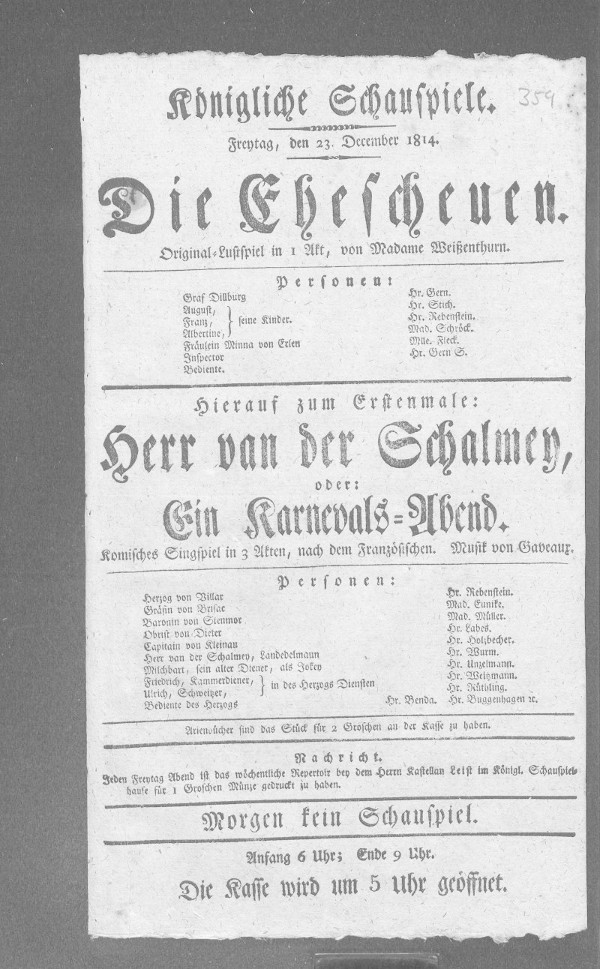 Königliche Schauspiele.
359
Freytag, den 23. December 1814.
Die Ehescheuen.
Original-Lustspiel in 1 Akt, von Madame Weißenthurn.
Personen:
Graf Dillburg Hr. Gern.
August, Hr. Stich.
Franz, } seine Kinder. Hr. Rebenstein.
Albertine, Mad. Schröck.
Fräulein Minna von Erlen Mlle. Fleck.
Inspector Hr. Gern S.
Bediente.
Hierauf zum Erstenmale:
Herr van der Schalmey,
oder:
Ein Karnevals-Abend.
Komisches Singspiel in 3 Akten, nach dem Französischen. Musik von Gaveaux.
Personen:
Herzog von Villar Hr. Rebenstein.
Gräfin von Brisac Mad. Eunike.
Baronin von Stenmor Mad. Müller.
Obrist von Dieter Hr. Labes.
Capitain von Kleinau Hr. Holzbecher.
Herr van der Schalmey, Landedelmann Hr. Wurm.
Milchbart, sein alter Diener, als Jokey Hr. Unzelmann.
Friedrich, Kammerdiener, } in des Herzogs Diensten Hr. Weitzmann.
Ulrich, Schweitzer, Hr. Rüthling.
Bediente des Herzogs Hr. Benda. Hr. Buggenhagen ꝛc.
Arienbücher sind das Stück für 2 Groschen an der Kasse zu haben.
Nachricht.
Jeden Freytag Abend ist das wöchentliche Repertoir bey dem Herrn Kastellan Leist im Königl. Schauspiel-
hause für 1 Groschen Münze gedruckt zu haben.
Morgen kein Schauspiel.
Anfang 6 Uhr; Ende 9 Uhr.
Die Kasse wird um 5 Uhr geöffnet.